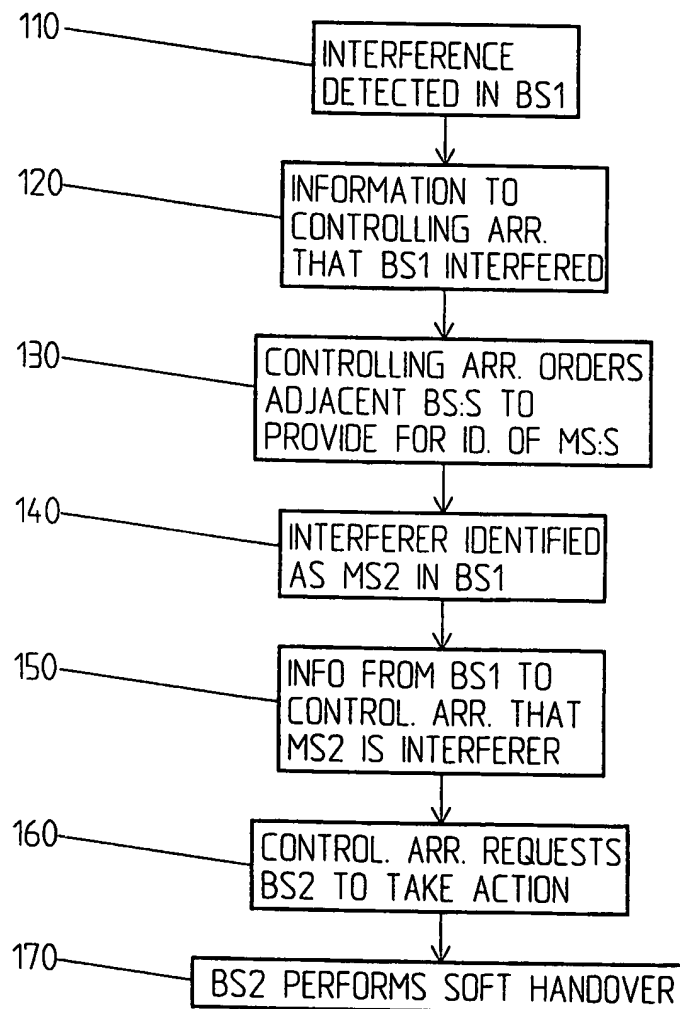 110
INTERFERENCE
DETECTED IN BS1
120
INFORMATION TO
CONTROLLING ARR.
THAT BS1 INTERFERED
130
CONTROLLING ARR. ORDERS
ADJACENT BS:S TO
PROVIDE FOR ID. OF MS:S
140
INTERFERER IDENTIFIED
AS MS2 IN BS1
150
INFO FROM BS1 TO
CONTROL. ARR. THAT
MS2 IS INTERFERER
160
CONTROL. ARR. REQUESTS
BS2 TO TAKE ACTION
170
BS2 PERFORMS SOFT HANDOVER